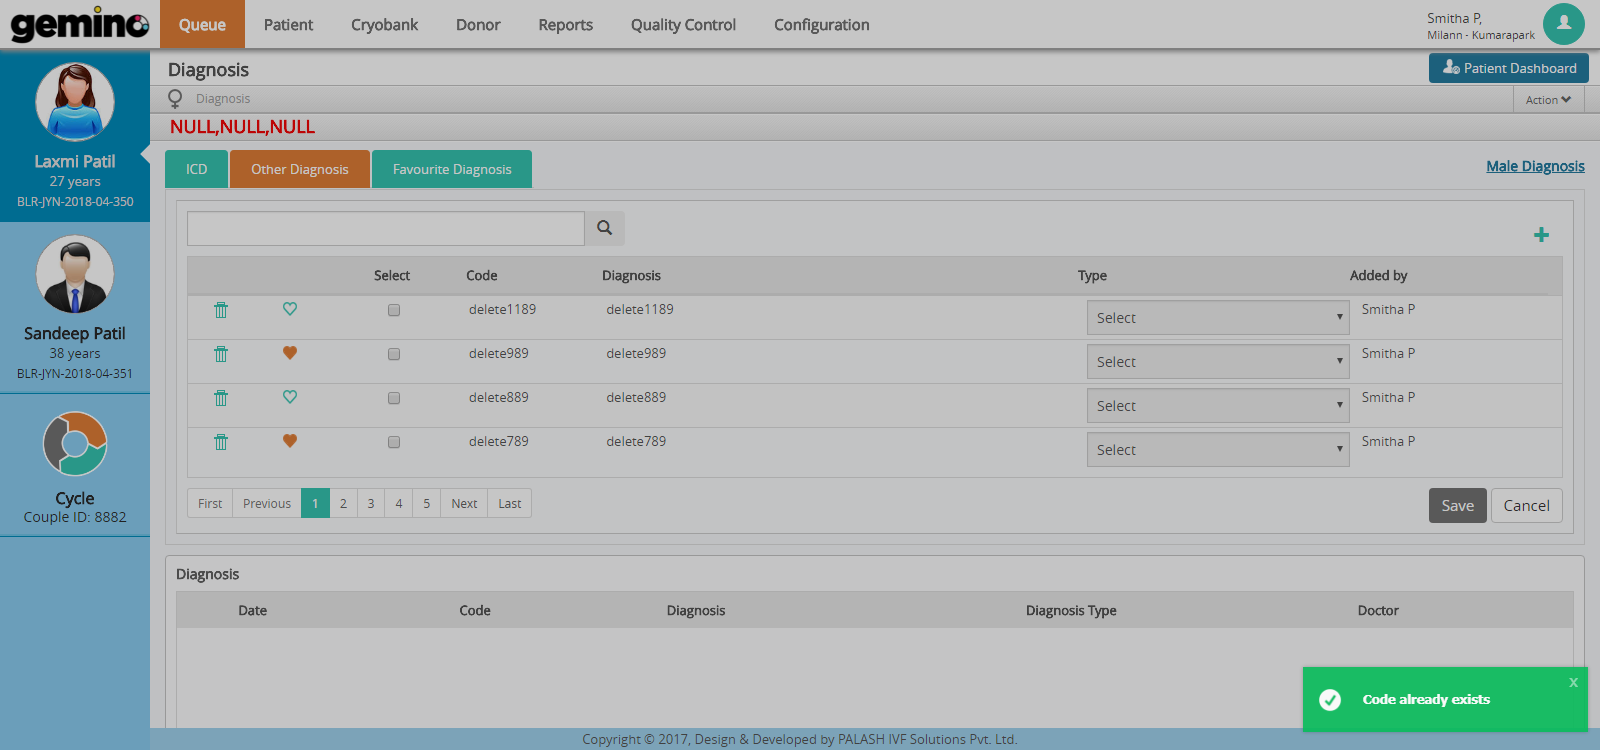 gemino Queue Patient Cryobank Donor Reports Quality Control Configuration
Smitha P,
Milann - Kumarapark
Laxmi Patil
27 years
BLR-JYN-2018-04-350
Sandeep Patil
38 years
BLR-JYN-2018-04-351
Cycle
Couple ID: 8882
Diagnosis Patient Dashboard
Diagnosis Action
NULL,NULL,NULL
ICD Other Diagnosis Favourite Diagnosis Male Diagnosis
Select Code Diagnosis Type Added by
delete1189 delete1189 Select Smitha P
delete989 delete989 Select Smitha P
delete889 delete889 Select Smitha P
delete789 delete789 Select Smitha P
First Previous 1 2 3 4 5 Next Last Save Cancel
Diagnosis
Date Code Diagnosis Diagnosis Type Doctor
x
Code already exists
Copyright © 2017, Design & Developed by PALASH IVF Solutions Pvt. Ltd.